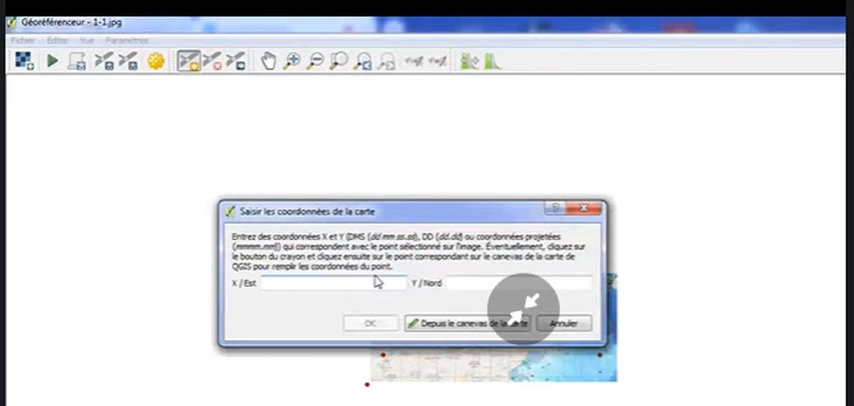 Géoréférenceur - 1-1.jpg
Fichier Éditer Vue Paramètres
Saisir les coordonnées de la carte
Entrez des coordonnées X et Y (DMS (dd mm ss.ss), DD (dd.dd) ou coordonnées projetées
(mmmm.mm)) qui correspondent avec le point sélectionné sur l'image. Éventuellement, cliquez sur
le bouton du crayon et cliquez ensuite sur le point correspondant sur le canevas de la carte de
QGIS pour remplir les coordonnées du point.
X / Est Y / Nord
OK Depuis le canevas de la carte Annuler